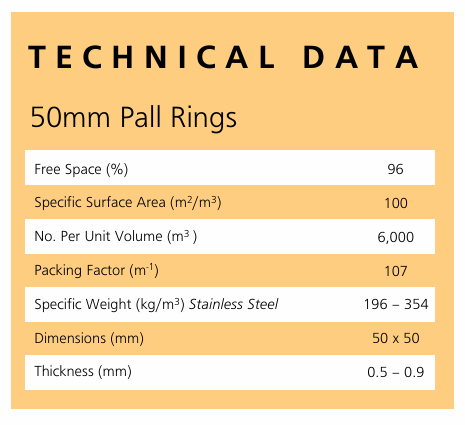 TECHNICAL DATA
50mm Pall Rings
Free Space (%) 96
Specific Surface Area (m²/m³) 100
No. Per Unit Volume (m³ ) 6,000
Packing Factor (m⁻¹) 107
Specific Weight (kg/m³) Stainless Steel 196 – 354
Dimensions (mm) 50 x 50
Thickness (mm) 0.5 – 0.9